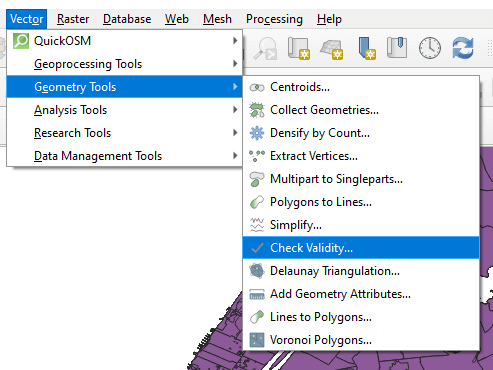 Vector Raster Database Web Mesh Processing Help
QuickOSM
Geoprocessing Tools
Geometry Tools
Analysis Tools
Research Tools
Data Management Tools
Centroids...
Collect Geometries...
Densify by Count...
Extract Vertices...
Multipart to Singleparts...
Polygons to Lines...
Simplify...
Check Validity...
Delaunay Triangulation...
Add Geometry Attributes...
Lines to Polygons...
Voronoi Polygons...